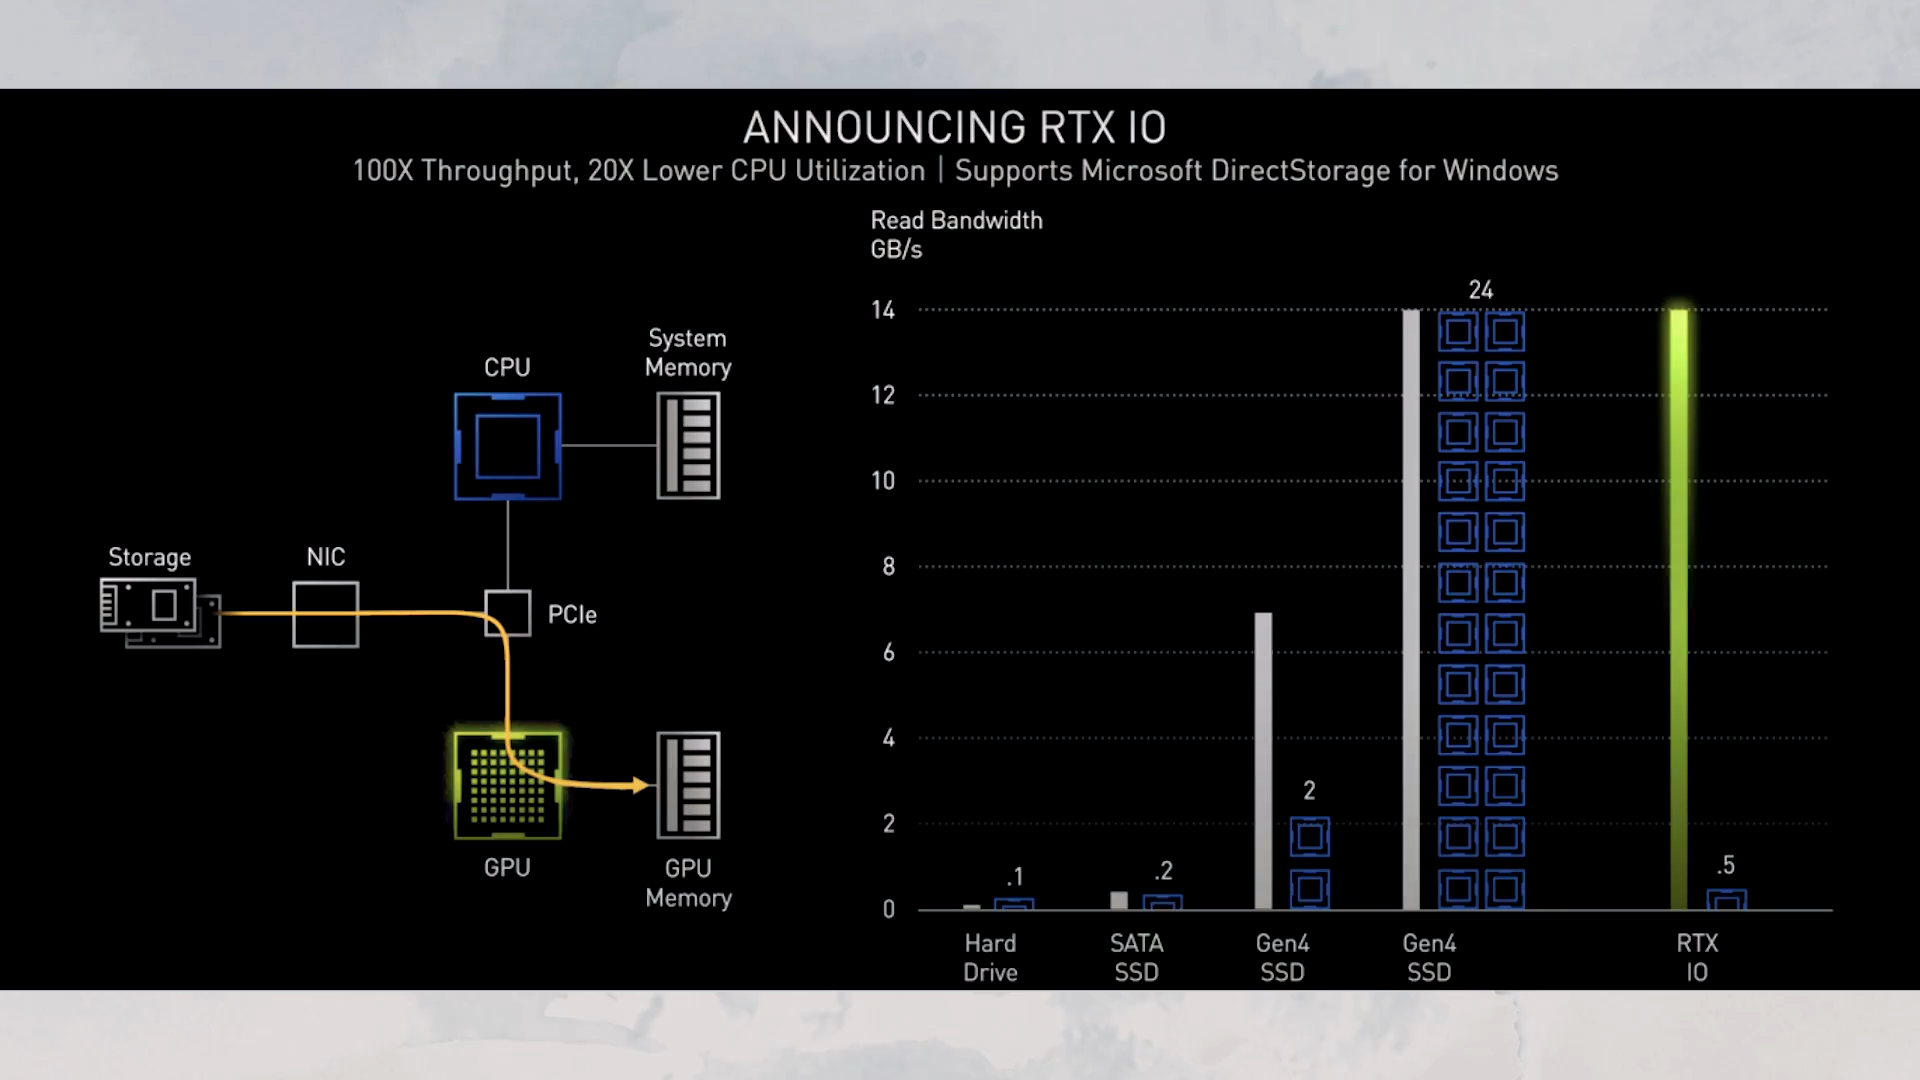 ANNOUNCING RTX IO
100X Throughput, 20X Lower CPU Utilization | Supports Microsoft DirectStorage for Windows
Storage
NIC
CPU
System
Memory
PCIe
GPU
GPU
Memory
Read Bandwidth
GB/s
14
12
10
8
6
4
2
0
.1
.2
2
24
.5
Hard
Drive
SATA
SSD
Gen4
SSD
Gen4
SSD
RTX
IO